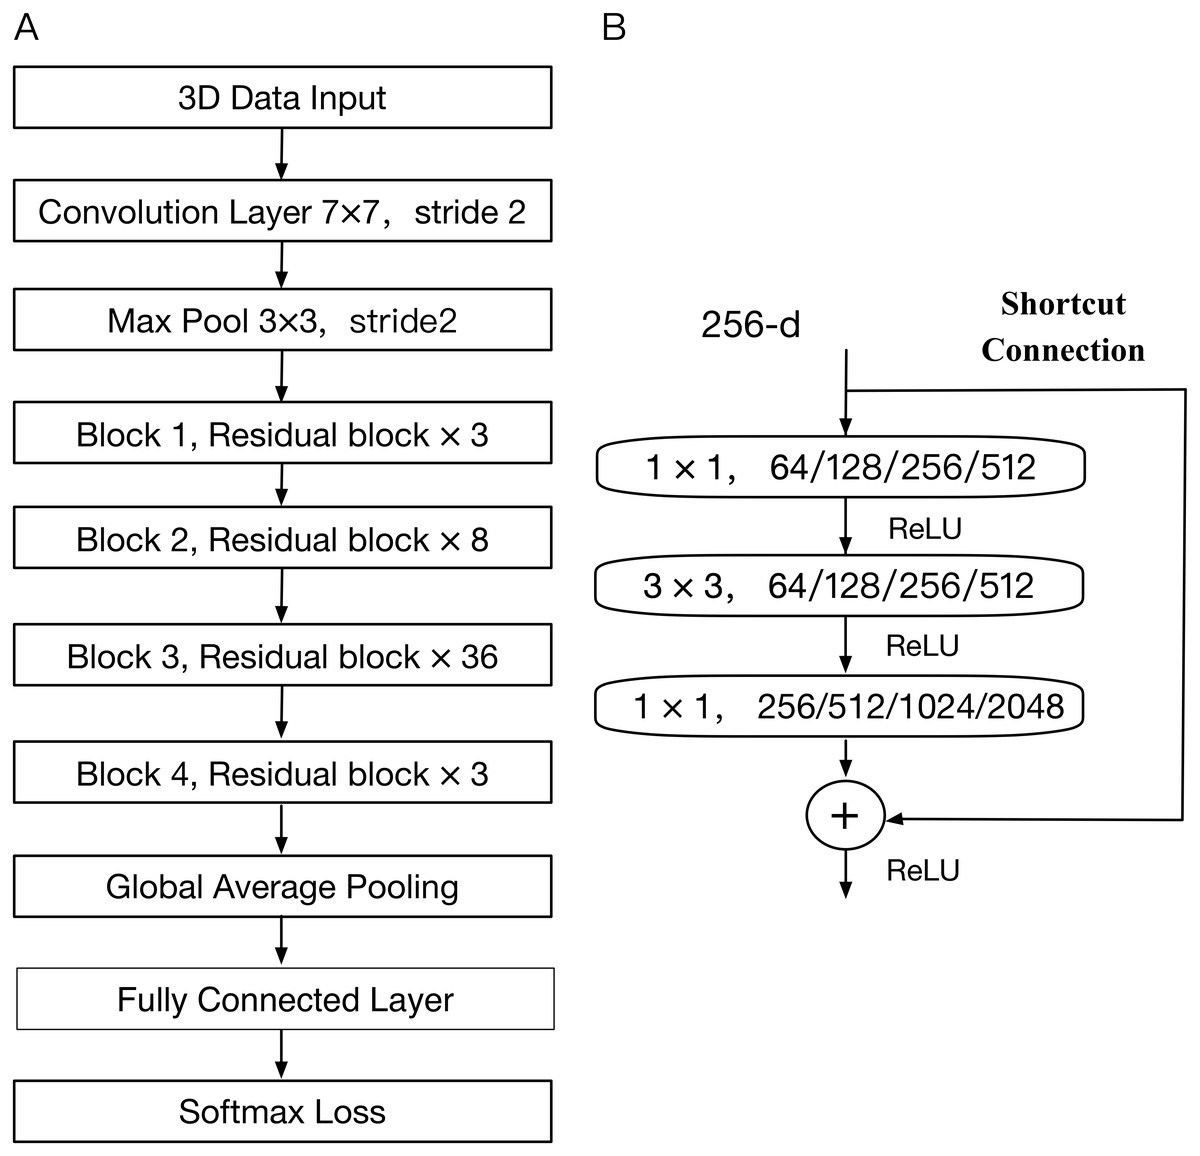 A
3D Data Input
Convolution Layer 7×7, stride 2
Max Pool 3×3, stride2
Block 1, Residual block × 3
Block 2, Residual block × 8
Block 3, Residual block × 36
Block 4, Residual block × 3
Global Average Pooling
Fully Connected Layer
Softmax Loss
B
256-d
Shortcut
Connection
1 × 1, 64/128/256/512
ReLU
3 × 3, 64/128/256/512
ReLU
1 × 1, 256/512/1024/2048
+
ReLU